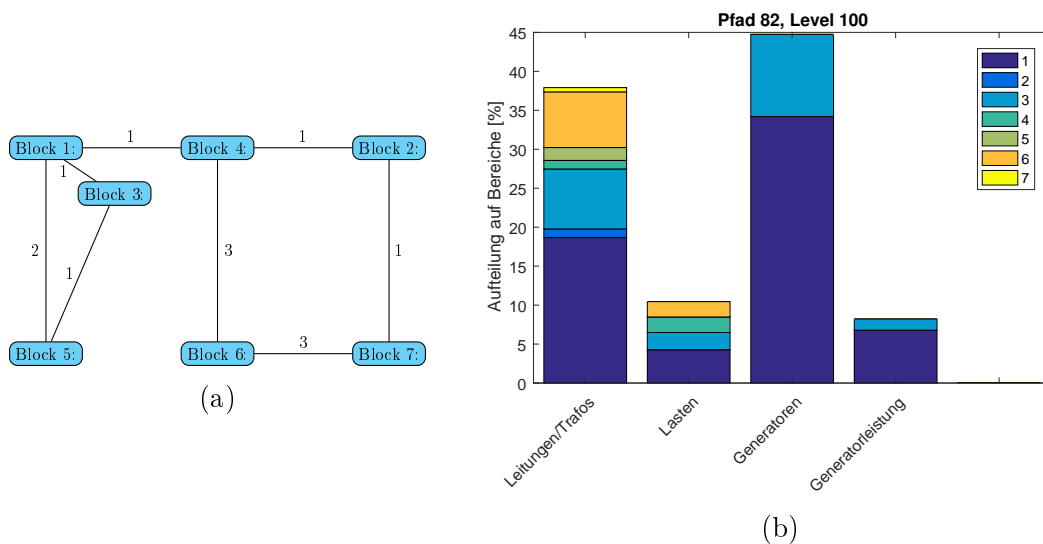 Block 1:
1
Block 4:
1
Block 2:
1
Block 3:
2
1
3
1
Block 5:
Block 6:
3
Block 7:
(a)
Pfad 82, Level 100
Aufteilung auf Bereiche [%]
45
40
35
30
25
20
15
10
5
0
1
2
3
4
5
6
7
Leitungen/Trafos
Lasten
Generatoren
Generatorleistung
(b)